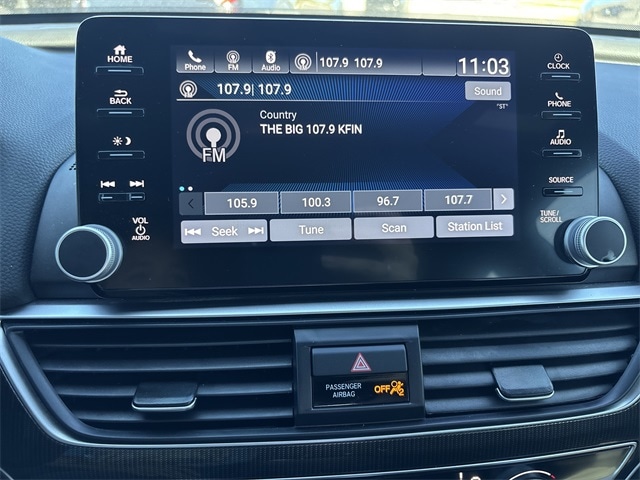 HOME
BACK
VOL
AUDIO
Phone FM Audio 107.9 107.9 11:03
107.9| 107.9 Sound
"ST"
Country
THE BIG 107.9 KFIN
FM
105.9 100.3 96.7 107.7
Seek Tune Scan Station List
CLOCK
PHONE
AUDIO
SOURCE
TUNE/
SCROLL
PASSENGER
AIRBAG
OFF
2